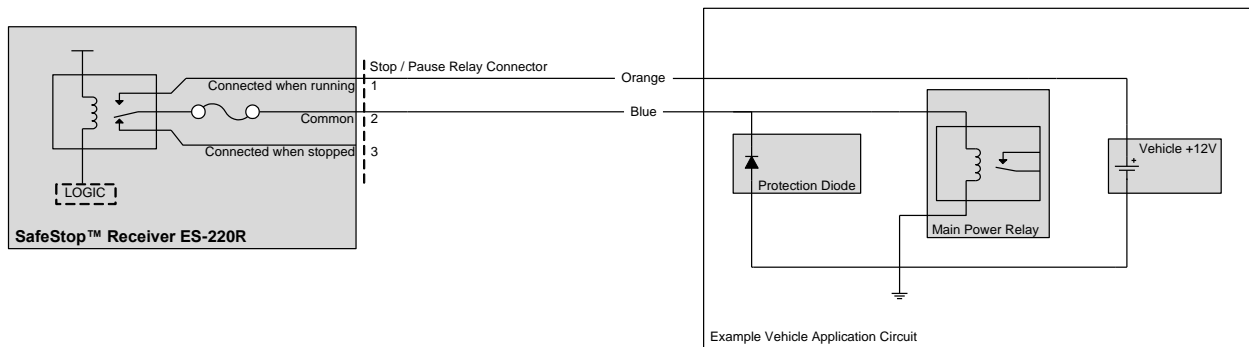 Stop / Pause Relay Connector
Connected when running
1
Orange
Common
2
Blue
Connected when stopped
3
LOGIC
SafeStop™ Receiver ES-220R
Protection Diode
Main Power Relay
Vehicle +12V
+
Example Vehicle Application Circuit